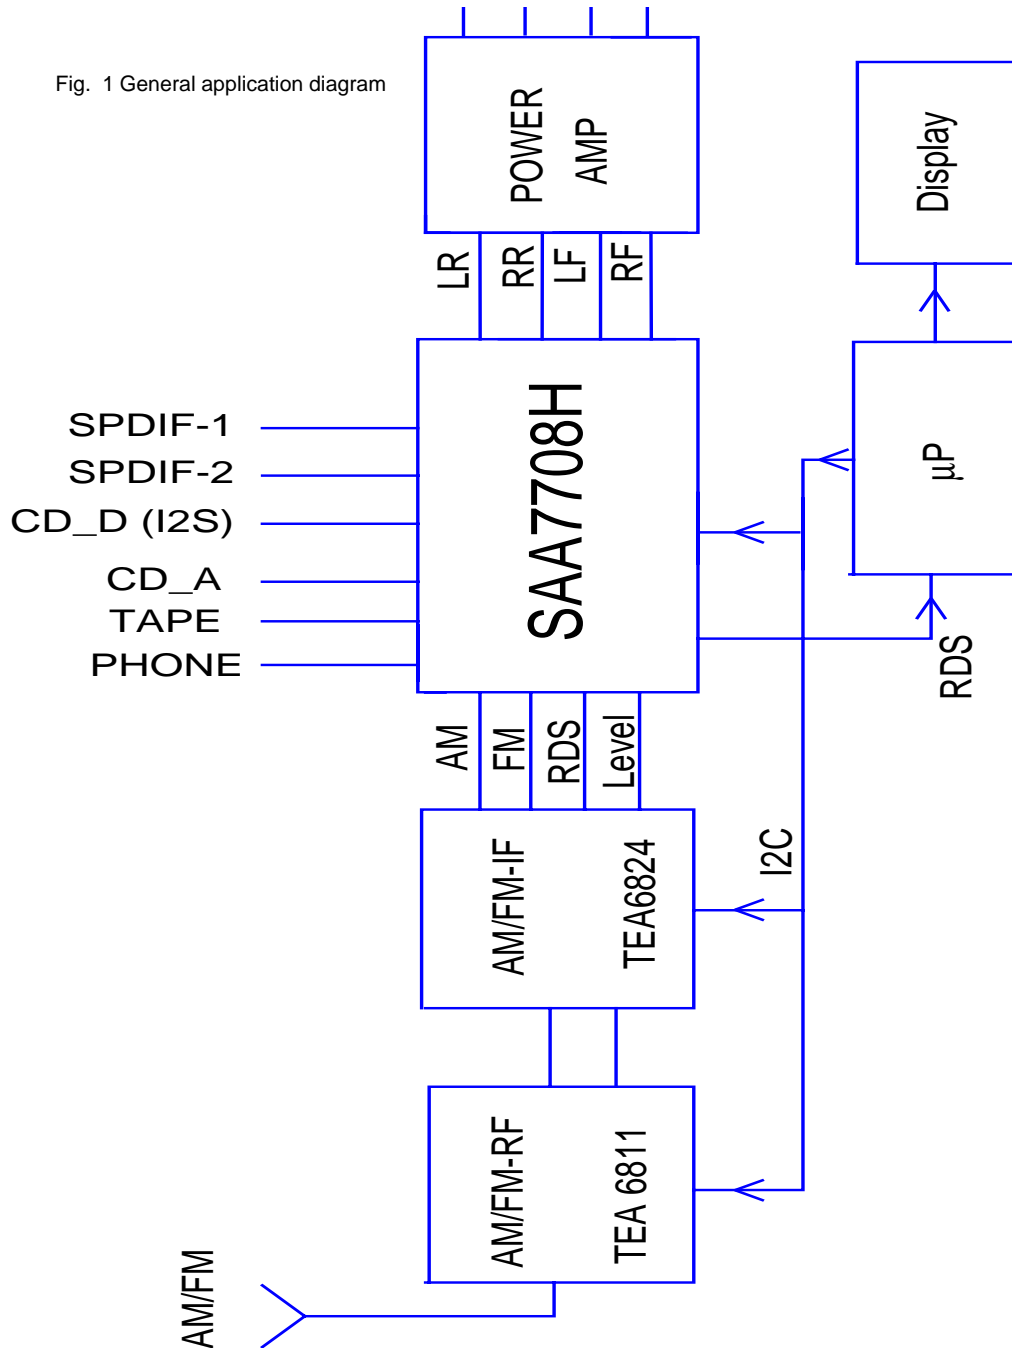 Fig. 1 General application diagram
POWER
AMP
Display
LR
RR
LF
RF
SAA7708H
µP
SPDIF-1
SPDIF-2
CD_D (I2S)
CD_A
TAPE
PHONE
RDS
AM
FM
RDS
Level
AM/FM-IF
TEA6824
I2C
AM/FM-RF
TEA 6811
AM/FM